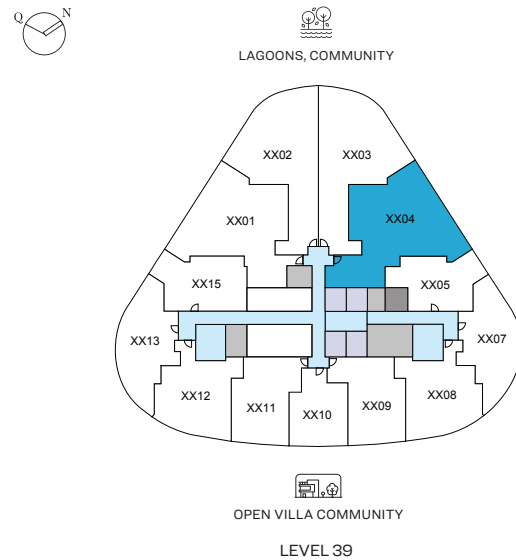 Q N
LAGOONS, COMMUNITY
XX02 XX03
XX01 XX04
XX15 XX05
XX13 XX07
XX12 XX11 XX10 XX09 XX08
OPEN VILLA COMMUNITY
LEVEL 39